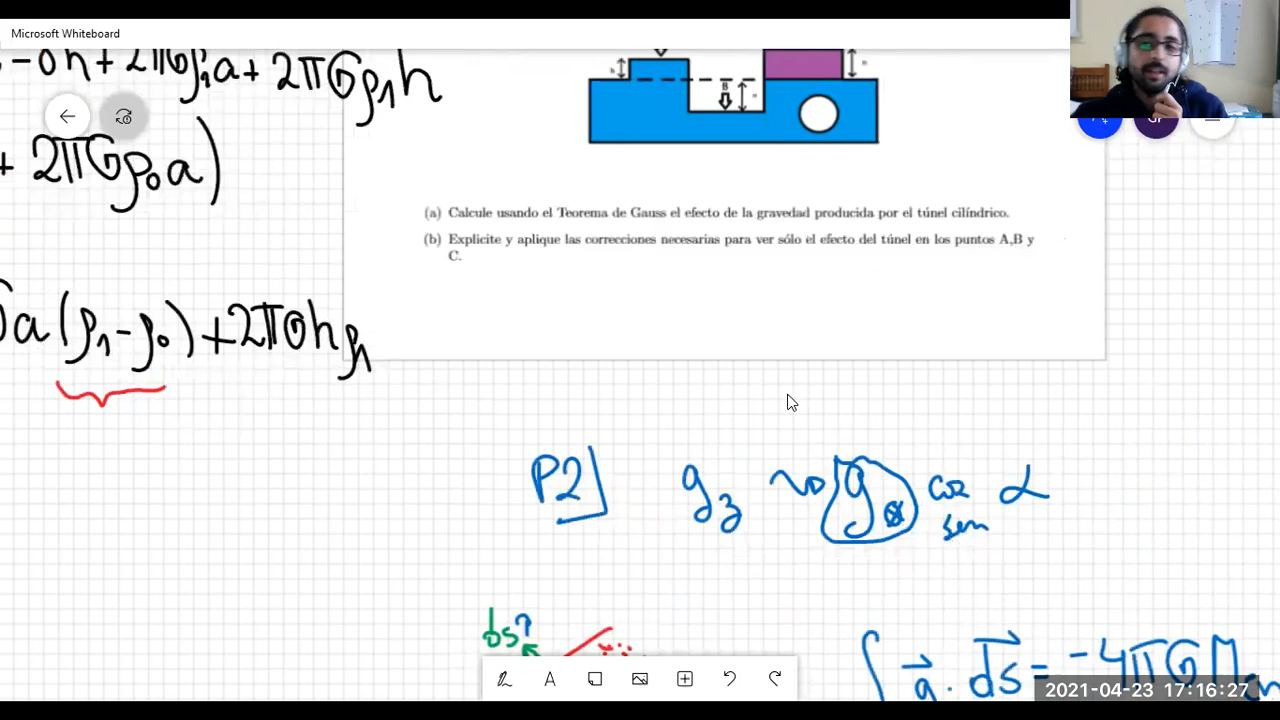 Microsoft Whiteboard
- δh + 2πGρ₁a + 2πGρ₁h
+ 2πGρ₀a)
a(ρ₁-ρ₀) + 2πGhρ₁
B
(a) Calcule usando el Teorema de Gauss el efecto de la gravedad producida por el túnel cilíndrico.
(b) Explicite y aplique las correcciones necesarias para ver sólo el efecto del túnel en los puntos A,B y
C.
P2]
g_z
g
cos α
sen
ds?
∫ g⃗ · ds⃗ = -4πGM
A
2021-04-23 17:16:27